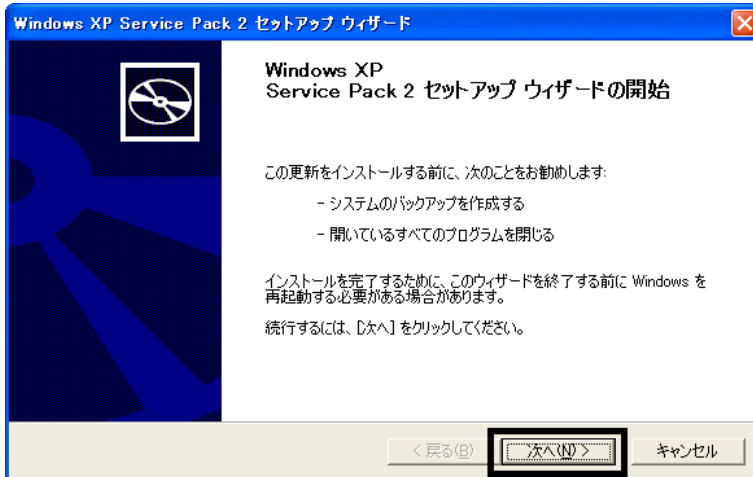 Windows XP Service Pack 2 セットアップ ウィザード
Windows XP
Service Pack 2 セットアップ ウィザードの開始
この更新をインストールする前に、次のことをお勧めします:
- システムのバックアップを作成する
- 開いているすべてのプログラムを閉じる
インストールを完了するために、このウィザードを終了する前に Windows を
再起動する必要がある場合があります。
続行するには、[次へ] をクリックしてください。
< 戻る(B)
次へ(N) >
キャンセル